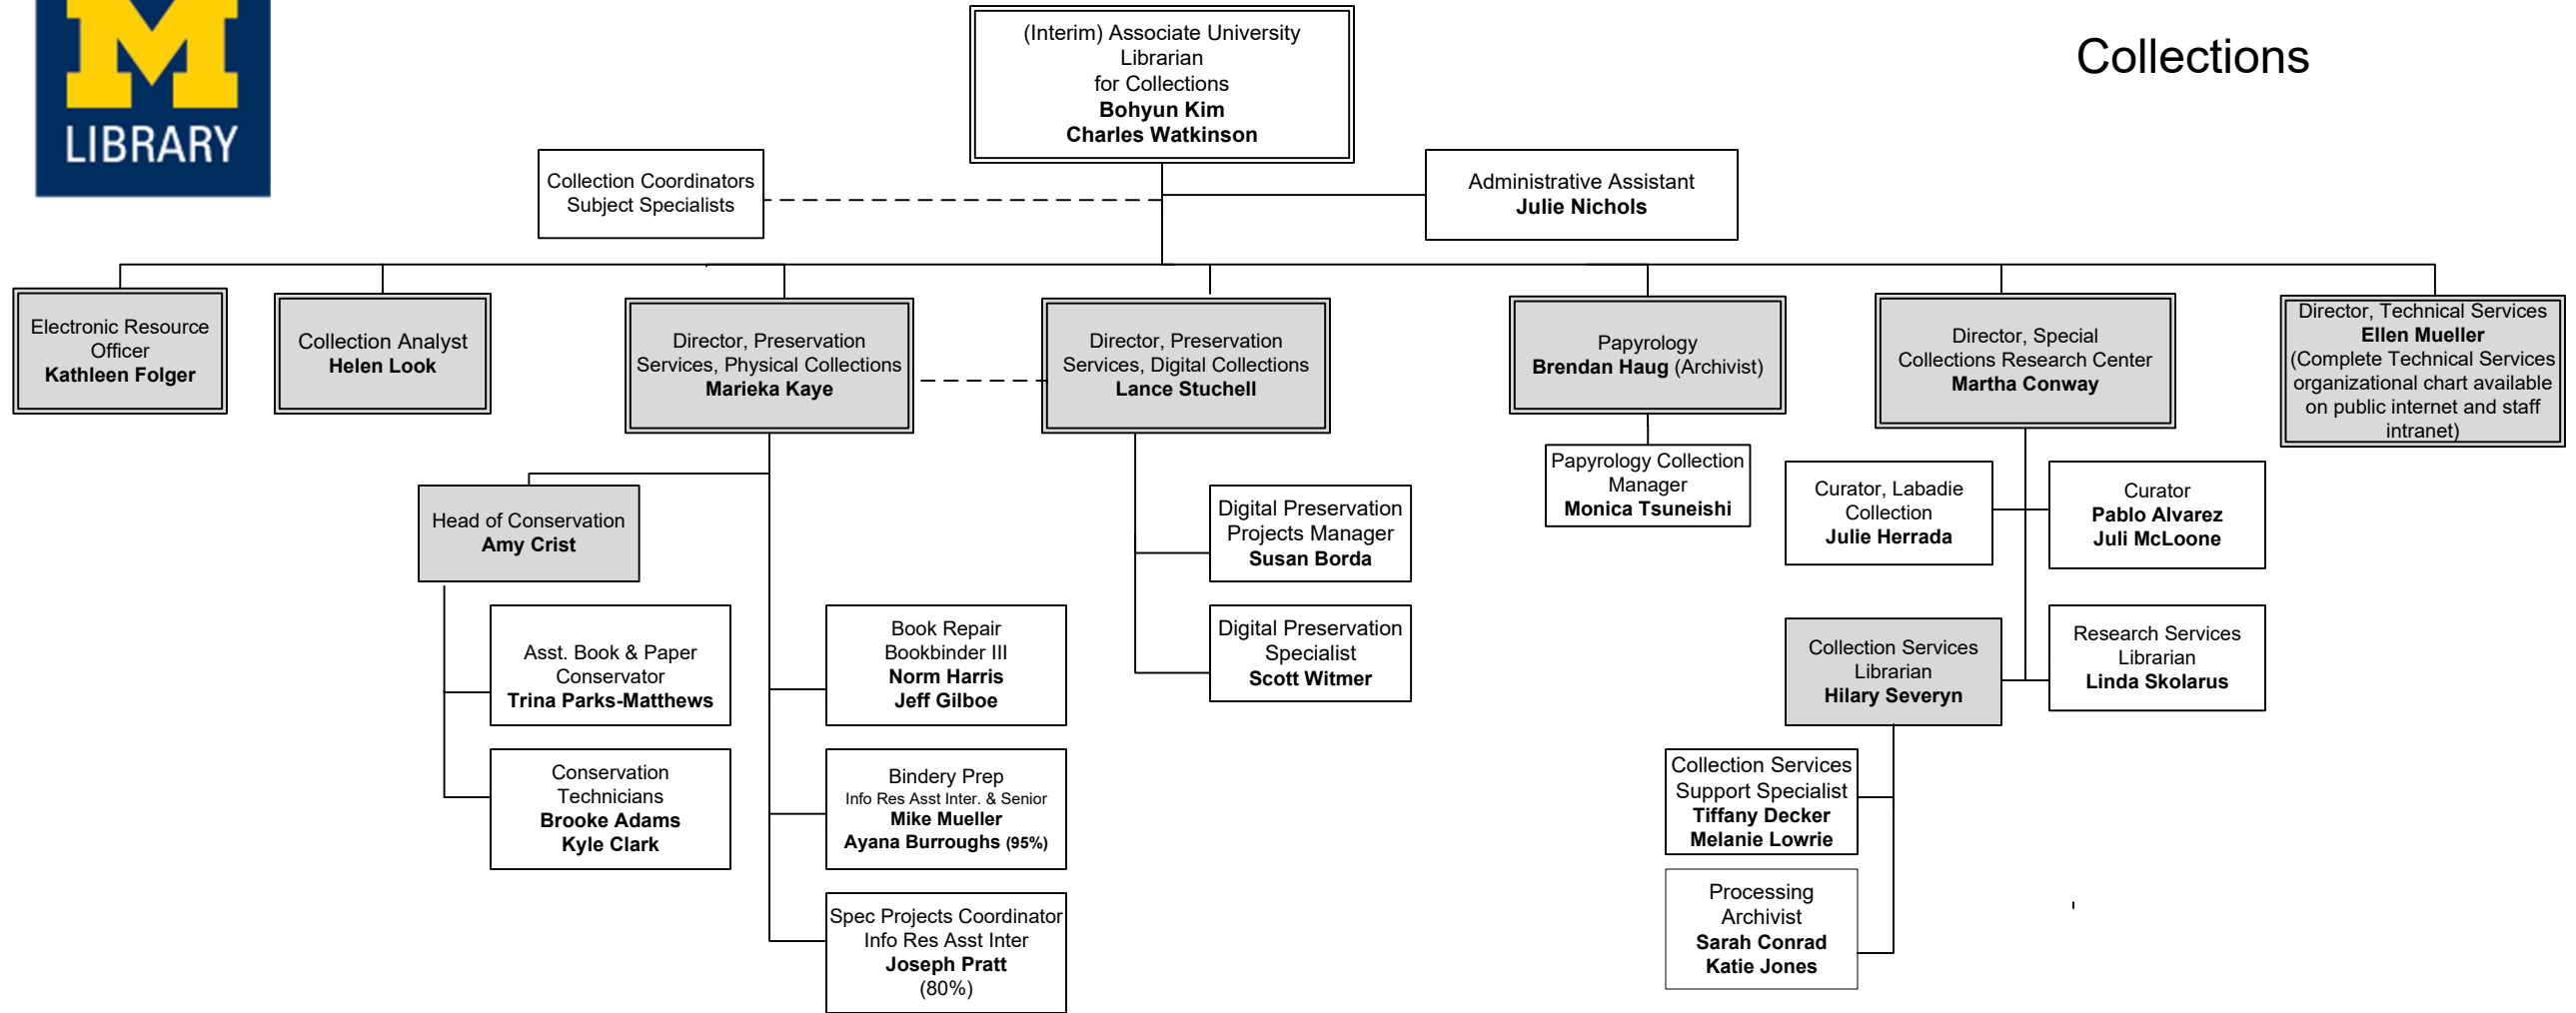 M
LIBRARY
Collections
(Interim) Associate University
Librarian
for Collections
Bohyun Kim
Charles Watkinson
Collection Coordinators
Subject Specialists
Administrative Assistant
Julie Nichols
Electronic Resource
Officer
Kathleen Folger
Collection Analyst
Helen Look
Director, Preservation
Services, Physical Collections
Marieka Kaye
Director, Preservation
Services, Digital Collections
Lance Stuchell
Papyrology
Brendan Haug (Archivist)
Director, Special
Collections Research Center
Martha Conway
Director, Technical Services
Ellen Mueller
(Complete Technical Services
organizational chart available
on public internet and staff
intranet)
Head of Conservation
Amy Crist
Asst. Book & Paper
Conservator
Trina Parks-Matthews
Conservation
Technicians
Brooke Adams
Kyle Clark
Book Repair
Bookbinder III
Norm Harris
Jeff Gilboe
Bindery Prep
Info Res Asst Inter. & Senior
Mike Mueller
Ayana Burroughs (95%)
Spec Projects Coordinator
Info Res Asst Inter
Joseph Pratt
(80%)
Digital Preservation
Projects Manager
Susan Borda
Digital Preservation
Specialist
Scott Witmer
Papyrology Collection
Manager
Monica Tsuneishi
Curator, Labadie
Collection
Julie Herrada
Curator
Pablo Alvarez
Juli McLoone
Collection Services
Librarian
Hilary Severyn
Research Services
Librarian
Linda Skolarus
Collection Services
Support Specialist
Tiffany Decker
Melanie Lowrie
Processing
Archivist
Sarah Conrad
Katie Jones